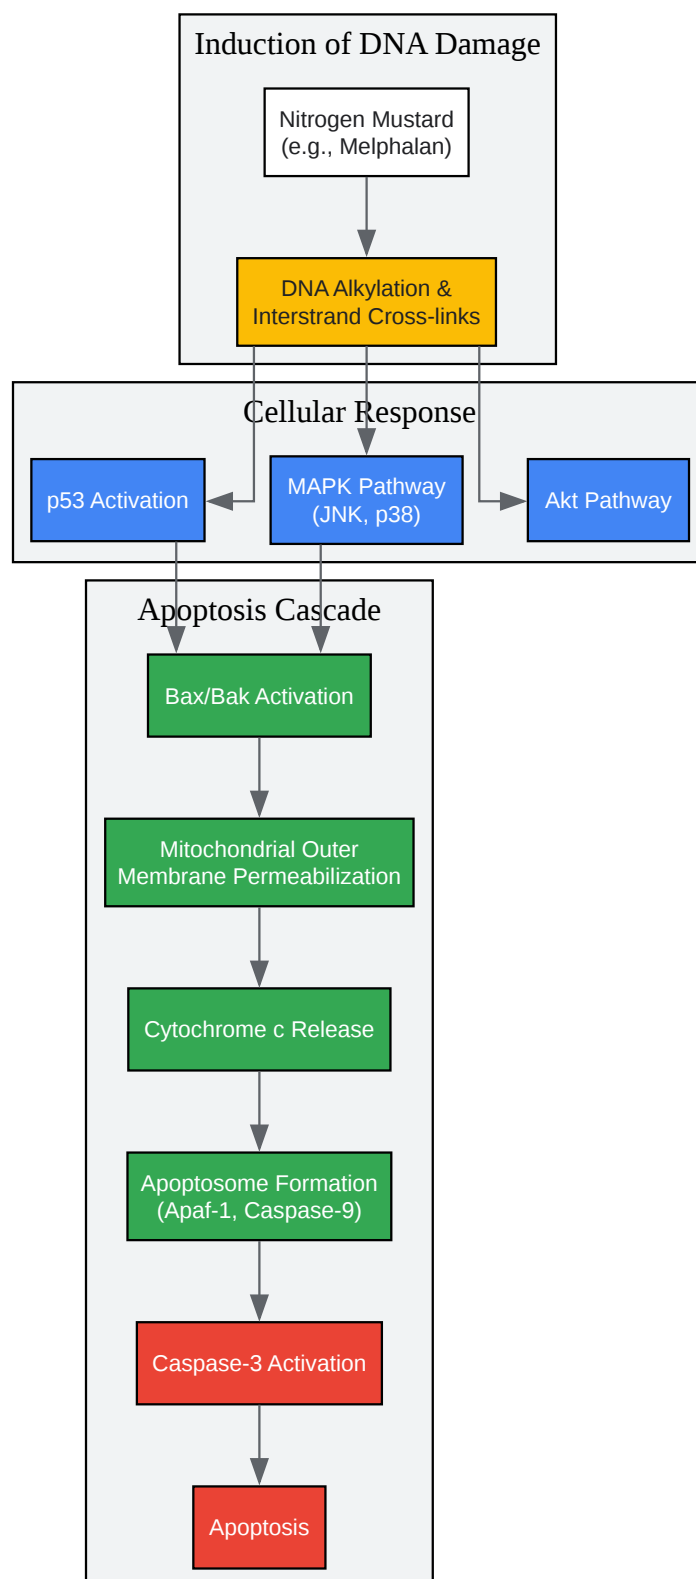 Induction of DNA Damage
Nitrogen Mustard
(e.g., Melphalan)
DNA Alkylation &
Interstrand Cross-links
Cellular Response
p53 Activation
MAPK Pathway
(JNK, p38)
Akt Pathway
Apoptosis Cascade
Bax/Bak Activation
Mitochondrial Outer
Membrane Permeabilization
Cytochrome c Release
Apoptosome Formation
(Apaf-1, Caspase-9)
Caspase-3 Activation
Apoptosis